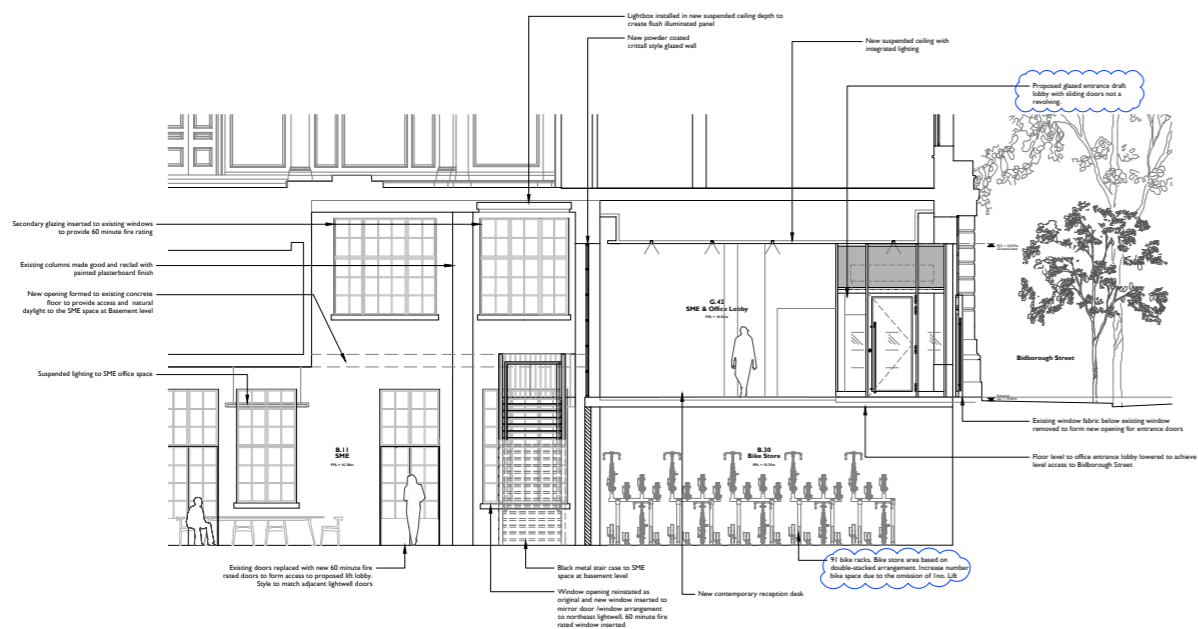 Lightbox installed in new suspended ceiling depth to
create flush illuminated panel
New powder coated
crittall style glazed wall
New suspended ceiling with
integrated lighting
Proposed glazed entrance draft
lobby with sliding doors not a
revolving.
Secondary glazing inserted to existing windows
to provide 60 minute fire rating
Existing columns made good and reclad with
painted plasterboard finish
New opening formed to existing concrete
floor to provide access and natural
daylight to the SME space at Basement level
Suspended lighting to SME office space
G.42
SME & Office Lobby
Bidborough Street
Existing window fabric below existing window
removed to form new opening for entrance doors
Floor level to office entrance lobby lowered to achieve
level access to Bidborough Street
B.11
SME
B.30
Bike Store
Existing doors replaced with new 60 minute fire
rated doors to form access to proposed lift lobby.
Style to match adjacent lightwell doors
Black metal stair case to SME
space at basement level
Window opening reinstated as
original and new window inserted to
mirror door /window arrangement
to northeast lightwell. 60 minute fire
rated window inserted
New contemporary reception desk
91 bike racks. Bike store area based on
double-stacked arrangement. Increase number
bike space due to the omission of 1no. Lift